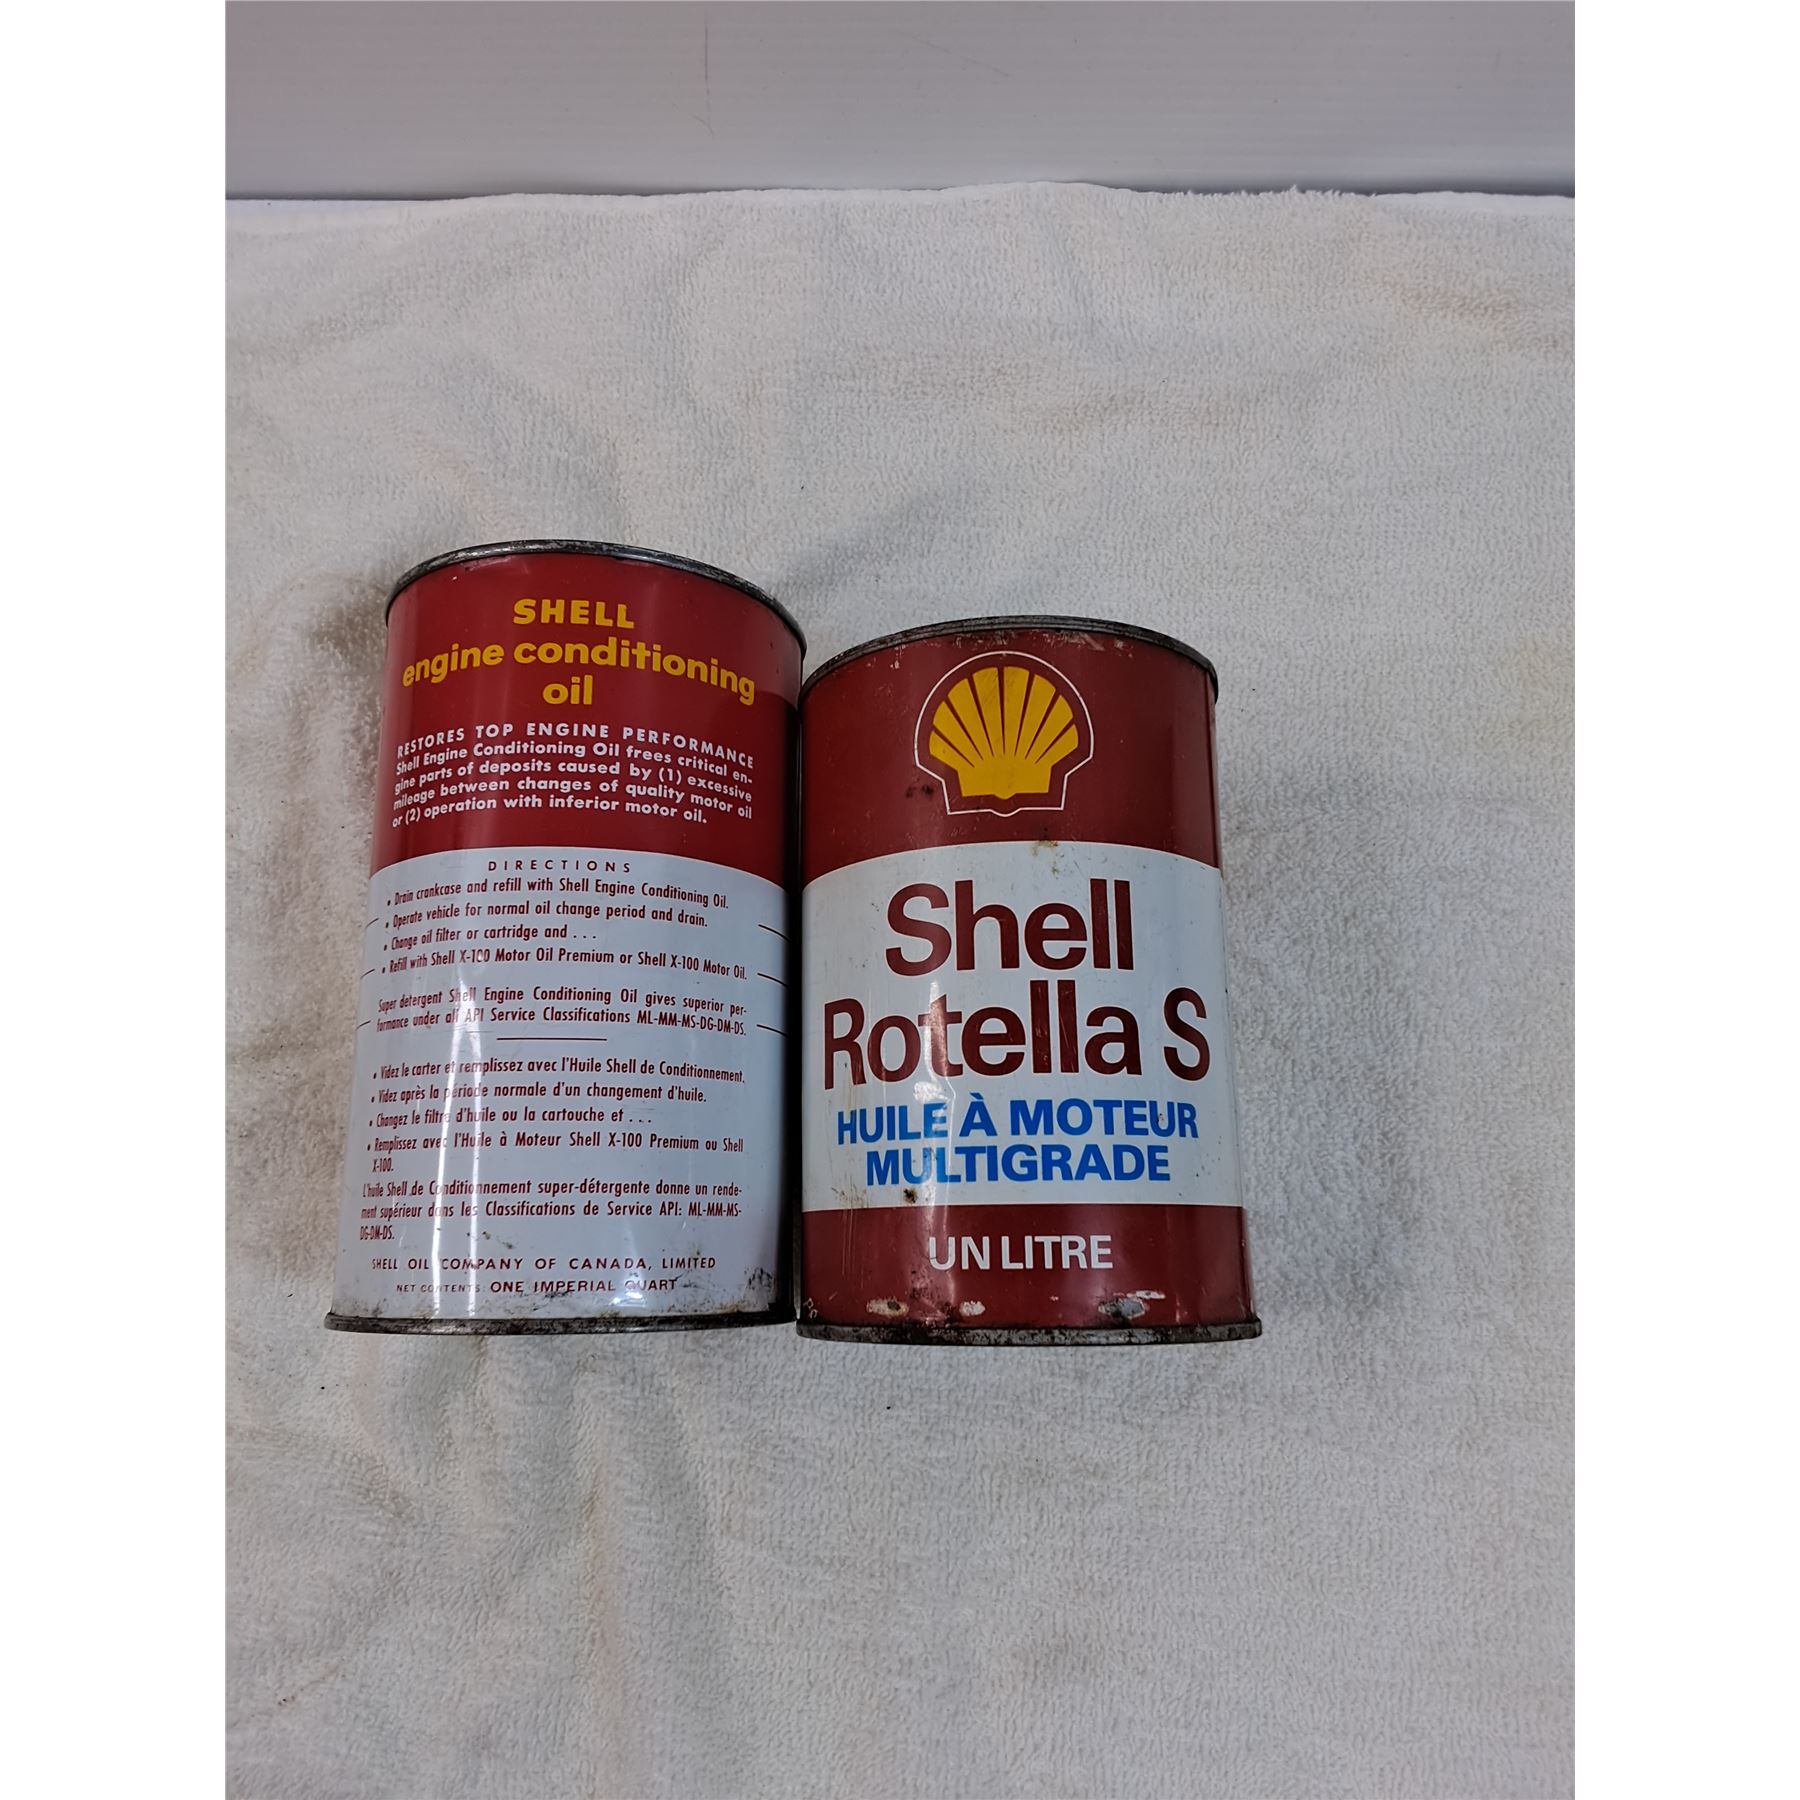 SHELL
engine conditioning
oil
RESTORES TOP ENGINE PERFORMANCE
Shell Engine Conditioning Oil frees critical en-
gine parts of deposits caused by (1) excessive
mileage between changes of quality motor oil
or (2) operation with inferior motor oil.
DIRECTIONS
• Drain crankcase and refill with Shell Engine Conditioning Oil.
• Operate vehicle for normal oil change period and drain.
• Change oil filter or cartridge and . . .
• Refill with Shell X-100 Motor Oil Premium or Shell X-100 Motor Oil.
Super detergent Shell Engine Conditioning Oil gives superior per-
formance under all API Service Classifications ML-MM-MS-DG-DM-DS.
• Videz le carter et remplissez avec l'Huile Shell de Conditionnement.
• Videz après la période normale d'un changement d'huile.
• Changez le filtre d'huile ou la cartouche et . . .
• Remplissez avec l'Huile à Moteur Shell X-100 Premium ou Shell
X-100.
L'huile Shell de Conditionnement super-détergente donne un rende-
ment supérieur dans les Classifications de Service API: ML-MM-MS-
DG-DM-DS.
SHELL OIL COMPANY OF CANADA, LIMITED
NET CONTENTS: ONE IMPERIAL QUART
Shell
Rotella S
HUILE À MOTEUR
MULTIGRADE
UN LITRE